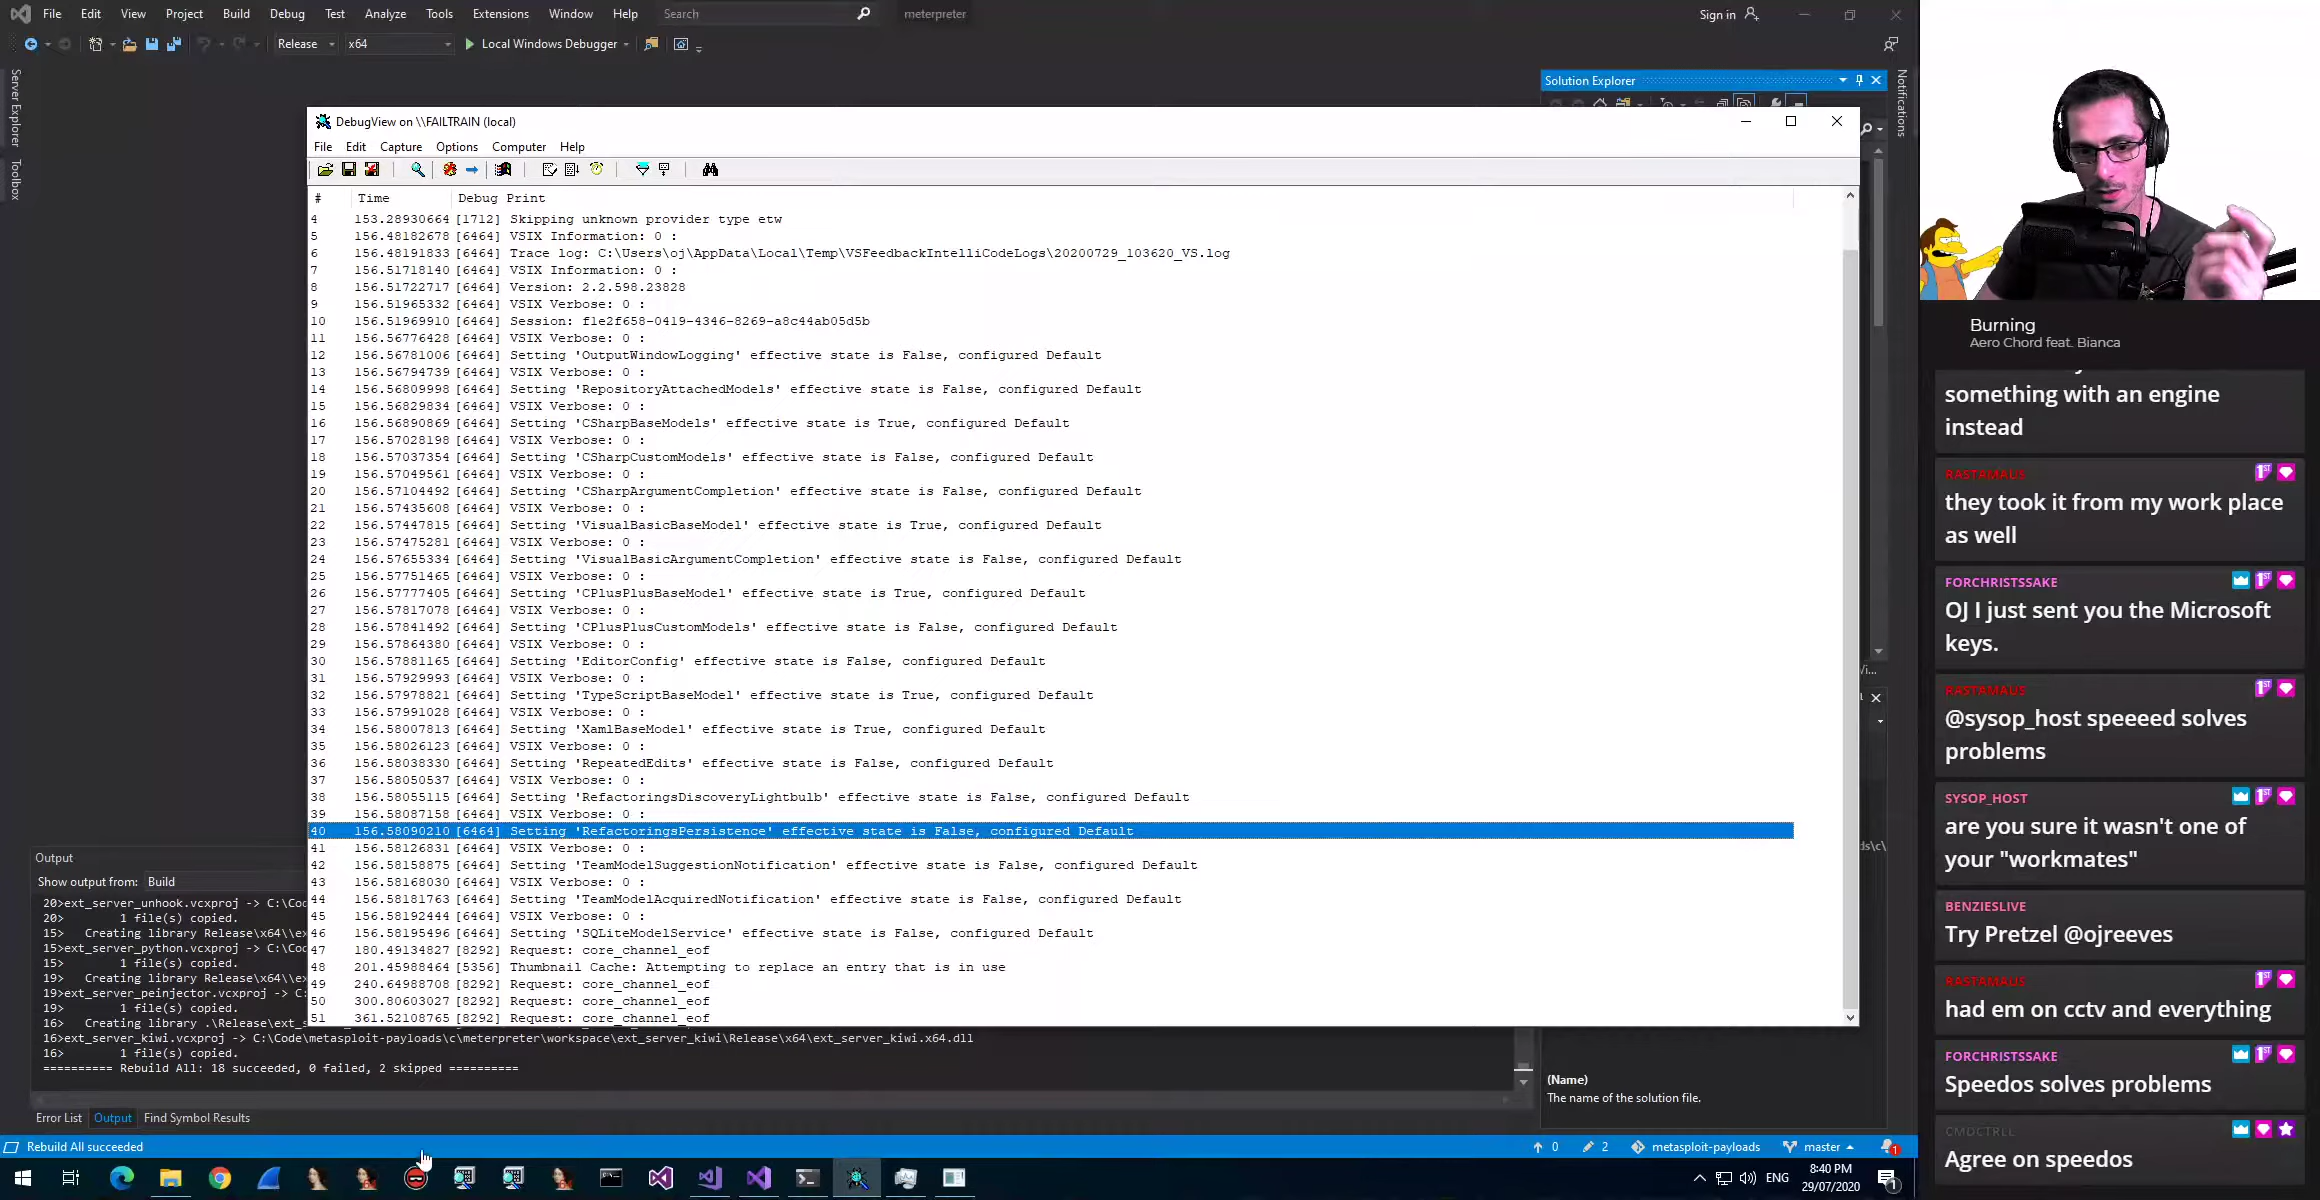 File Edit View Project Build Debug Test Analyze Tools Extensions Window Help Search meterpreter Sign in
Release x64 Local Windows Debugger
Server Explorer
Toolbox
Solution Explorer
Notifications
DebugView on \\FAILTRAIN (local)
File Edit Capture Options Computer Help
# Time Debug Print
4 153.28930664 [1712] Skipping unknown provider type etw
5 156.48182678 [6464] VSIX Information: 0 :
6 156.48191833 [6464] Trace log: C:\Users\oj\AppData\Local\Temp\VSFeedbackIntelliCodeLogs\20200729_103620_VS.log
7 156.51718140 [6464] VSIX Information: 0 :
8 156.51722717 [6464] Version: 2.2.598.23828
9 156.51965332 [6464] VSIX Verbose: 0 :
10 156.51969910 [6464] Session: f1e2f658-0419-4346-8269-a8c44ab05d5b
11 156.56776428 [6464] VSIX Verbose: 0 :
12 156.56781006 [6464] Setting 'OutputWindowLogging' effective state is False, configured Default
13 156.56794739 [6464] VSIX Verbose: 0 :
14 156.56809998 [6464] Setting 'RepositoryAttachedModels' effective state is False, configured Default
15 156.56829834 [6464] VSIX Verbose: 0 :
16 156.56890869 [6464] Setting 'CSharpBaseModels' effective state is True, configured Default
17 156.57028198 [6464] VSIX Verbose: 0 :
18 156.57037354 [6464] Setting 'CSharpCustomModels' effective state is False, configured Default
19 156.57049561 [6464] VSIX Verbose: 0 :
20 156.57104492 [6464] Setting 'CSharpArgumentCompletion' effective state is False, configured Default
21 156.57435608 [6464] VSIX Verbose: 0 :
22 156.57447815 [6464] Setting 'VisualBasicBaseModel' effective state is True, configured Default
23 156.57475281 [6464] VSIX Verbose: 0 :
24 156.57655334 [6464] Setting 'VisualBasicArgumentCompletion' effective state is False, configured Default
25 156.57751465 [6464] VSIX Verbose: 0 :
26 156.57777405 [6464] Setting 'CPlusPlusBaseModel' effective state is True, configured Default
27 156.57817078 [6464] VSIX Verbose: 0 :
28 156.57841492 [6464] Setting 'CPlusPlusCustomModels' effective state is False, configured Default
29 156.57864380 [6464] VSIX Verbose: 0 :
30 156.57881165 [6464] Setting 'EditorConfig' effective state is False, configured Default
31 156.57929993 [6464] VSIX Verbose: 0 :
32 156.57978821 [6464] Setting 'TypeScriptBaseModel' effective state is True, configured Default
33 156.57991028 [6464] VSIX Verbose: 0 :
34 156.58007813 [6464] Setting 'XamlBaseModel' effective state is True, configured Default
35 156.58026123 [6464] VSIX Verbose: 0 :
36 156.58038330 [6464] Setting 'RepeatedEdits' effective state is False, configured Default
37 156.58050537 [6464] VSIX Verbose: 0 :
38 156.58055115 [6464] Setting 'RefactoringsDiscoveryLightbulb' effective state is False, configured Default
39 156.58087158 [6464] VSIX Verbose: 0 :
40 156.58090210 [6464] Setting 'RefactoringsPersistence' effective state is False, configured Default
41 156.58126831 [6464] VSIX Verbose: 0 :
42 156.58158875 [6464] Setting 'TeamModelSuggestionNotification' effective state is False, configured Default
43 156.58168030 [6464] VSIX Verbose: 0 :
44 156.58181763 [6464] Setting 'TeamModelAcquiredNotification' effective state is False, configured Default
45 156.58192444 [6464] VSIX Verbose: 0 :
46 156.58195496 [6464] Setting 'SQLiteModelService' effective state is False, configured Default
47 180.49134827 [8292] Request: core_channel_eof
48 201.45988464 [5356] Thumbnail Cache: Attempting to replace an entry that is in use
49 240.64988708 [8292] Request: core_channel_eof
50 300.80603027 [8292] Request: core_channel_eof
51 361.52108765 [8292] Request: core_channel_eof
Output
Show output from: Build
20>ext_server_unhook.vcxproj -> C:\Cod
20> 1 file(s) copied.
15> Creating library Release\x64\\e
15>ext_server_python.vcxproj -> C:\Cod
15> 1 file(s) copied.
19> Creating library Release\x64\\e
19>ext_server_peinjector.vcxproj -> C:
19> 1 file(s) copied.
16> Creating library .\Release\ext_s
16>ext_server_kiwi.vcxproj -> C:\Code\metasploit-payloads\c\meterpreter\workspace\ext_server_kiwi\Release\x64\ext_server_kiwi.x64.dll
16> 1 file(s) copied.
========== Rebuild All: 18 succeeded, 0 failed, 2 skipped ==========
(Name)
The name of the solution file.
Error List Output Find Symbol Results
Rebuild All succeeded
0 2 metasploit-payloads master 1
ENG 8:40 PM
29/07/2020
1
Burning
Aero Chord feat. Bianca
something with an engine
instead
RASTAMAUS
they took it from my work place
as well
FORCHRISTSSAKE
OJ I just sent you the Microsoft
keys.
RASTAMAUS
@sysop_host speeeed solves
problems
SYSOP_HOST
are you sure it wasn't one of
your "workmates"
BENZIESLIVE
Try Pretzel @ojreeves
RASTAMAUS
had em on cctv and everything
FORCHRISTSSAKE
Speedos solves problems
CMDCTRLL
Agree on speedos